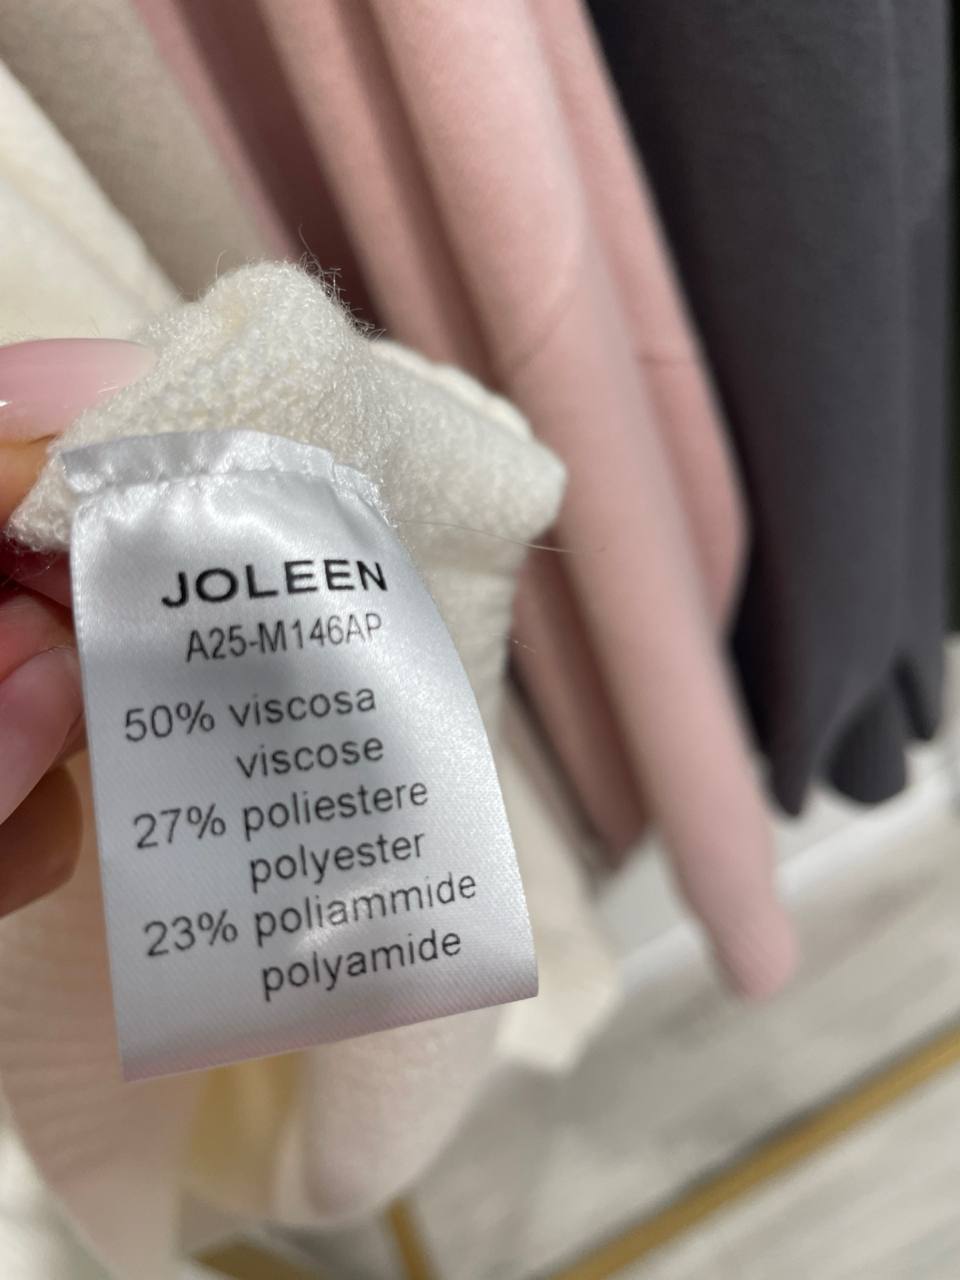 JOLEEN
A25-M146AP
50% viscosa
viscose
27% poliestere
polyester
23% poliammide
polyamide